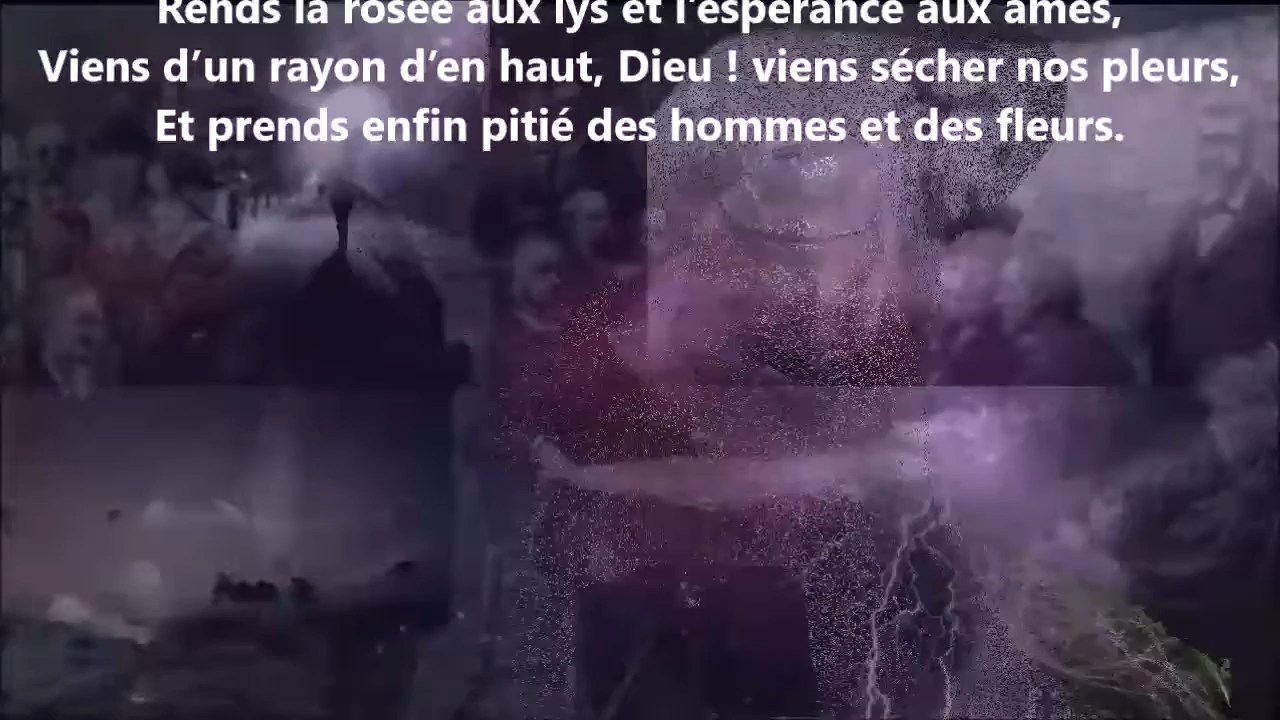 Rends la rosée aux lys et l’espérance aux âmes,
Viens d’un rayon d’en haut, Dieu ! viens sécher nos pleurs,
Et prends enfin pitié des hommes et des fleurs.